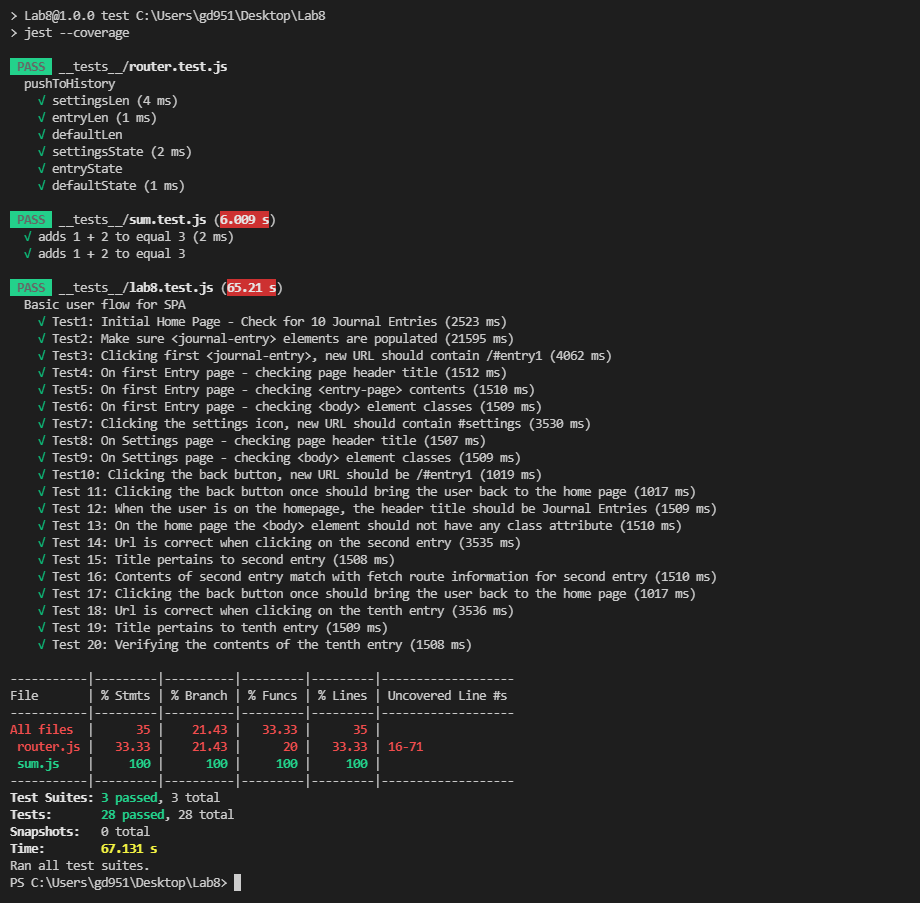 > Lab8@1.0.0 test C:\Users\gd951\Desktop\Lab8
> jest --coverage
PASS __tests__/router.test.js
pushToHistory
√ settingsLen (4 ms)
√ entryLen (1 ms)
√ defaultLen
√ settingsState (2 ms)
√ entryState
√ defaultState (1 ms)
PASS __tests__/sum.test.js (6.009 s)
√ adds 1 + 2 to equal 3 (2 ms)
√ adds 1 + 2 to equal 3
PASS __tests__/lab8.test.js (65.21 s)
Basic user flow for SPA
√ Test1: Initial Home Page - Check for 10 Journal Entries (2523 ms)
√ Test2: Make sure <journal-entry> elements are populated (21595 ms)
√ Test3: Clicking first <journal-entry>, new URL should contain /#entry1 (4062 ms)
√ Test4: On first Entry page - checking page header title (1512 ms)
√ Test5: On first Entry page - checking <entry-page> contents (1510 ms)
√ Test6: On first Entry page - checking <body> element classes (1509 ms)
√ Test7: Clicking the settings icon, new URL should contain #settings (3530 ms)
√ Test8: On Settings page - checking page header title (1507 ms)
√ Test9: On Settings page - checking <body> element classes (1509 ms)
√ Test10: Clicking the back button, new URL should be /#entry1 (1019 ms)
√ Test 11: Clicking the back button once should bring the user back to the home page (1017 ms)
√ Test 12: When the user is on the homepage, the header title should be Journal Entries (1509 ms)
√ Test 13: On the home page the <body> element should not have any class attribute (1510 ms)
√ Test 14: Url is correct when clicking on the second entry (3535 ms)
√ Test 15: Title pertains to second entry (1508 ms)
√ Test 16: Contents of second entry match with fetch route information for second entry (1510 ms)
√ Test 17: Clicking the back button once should bring the user back to the home page (1017 ms)
√ Test 18: Url is correct when clicking on the tenth entry (3536 ms)
√ Test 19: Title pertains to tenth entry (1509 ms)
√ Test 20: Verifying the contents of the tenth entry (1508 ms)
-----------|---------|----------|---------|---------|-------------------
File       | % Stmts | % Branch | % Funcs | % Lines | Uncovered Line #s
-----------|---------|----------|---------|---------|-------------------
All files  |      35 |    21.43 |   33.33 |      35 |
 router.js |   33.33 |    21.43 |      20 |   33.33 | 16-71
 sum.js    |     100 |      100 |     100 |     100 |
-----------|---------|----------|---------|---------|-------------------
Test Suites: 3 passed, 3 total
Tests:       28 passed, 28 total
Snapshots:   0 total
Time:        67.131 s
Ran all test suites.
PS C:\Users\gd951\Desktop\Lab8>